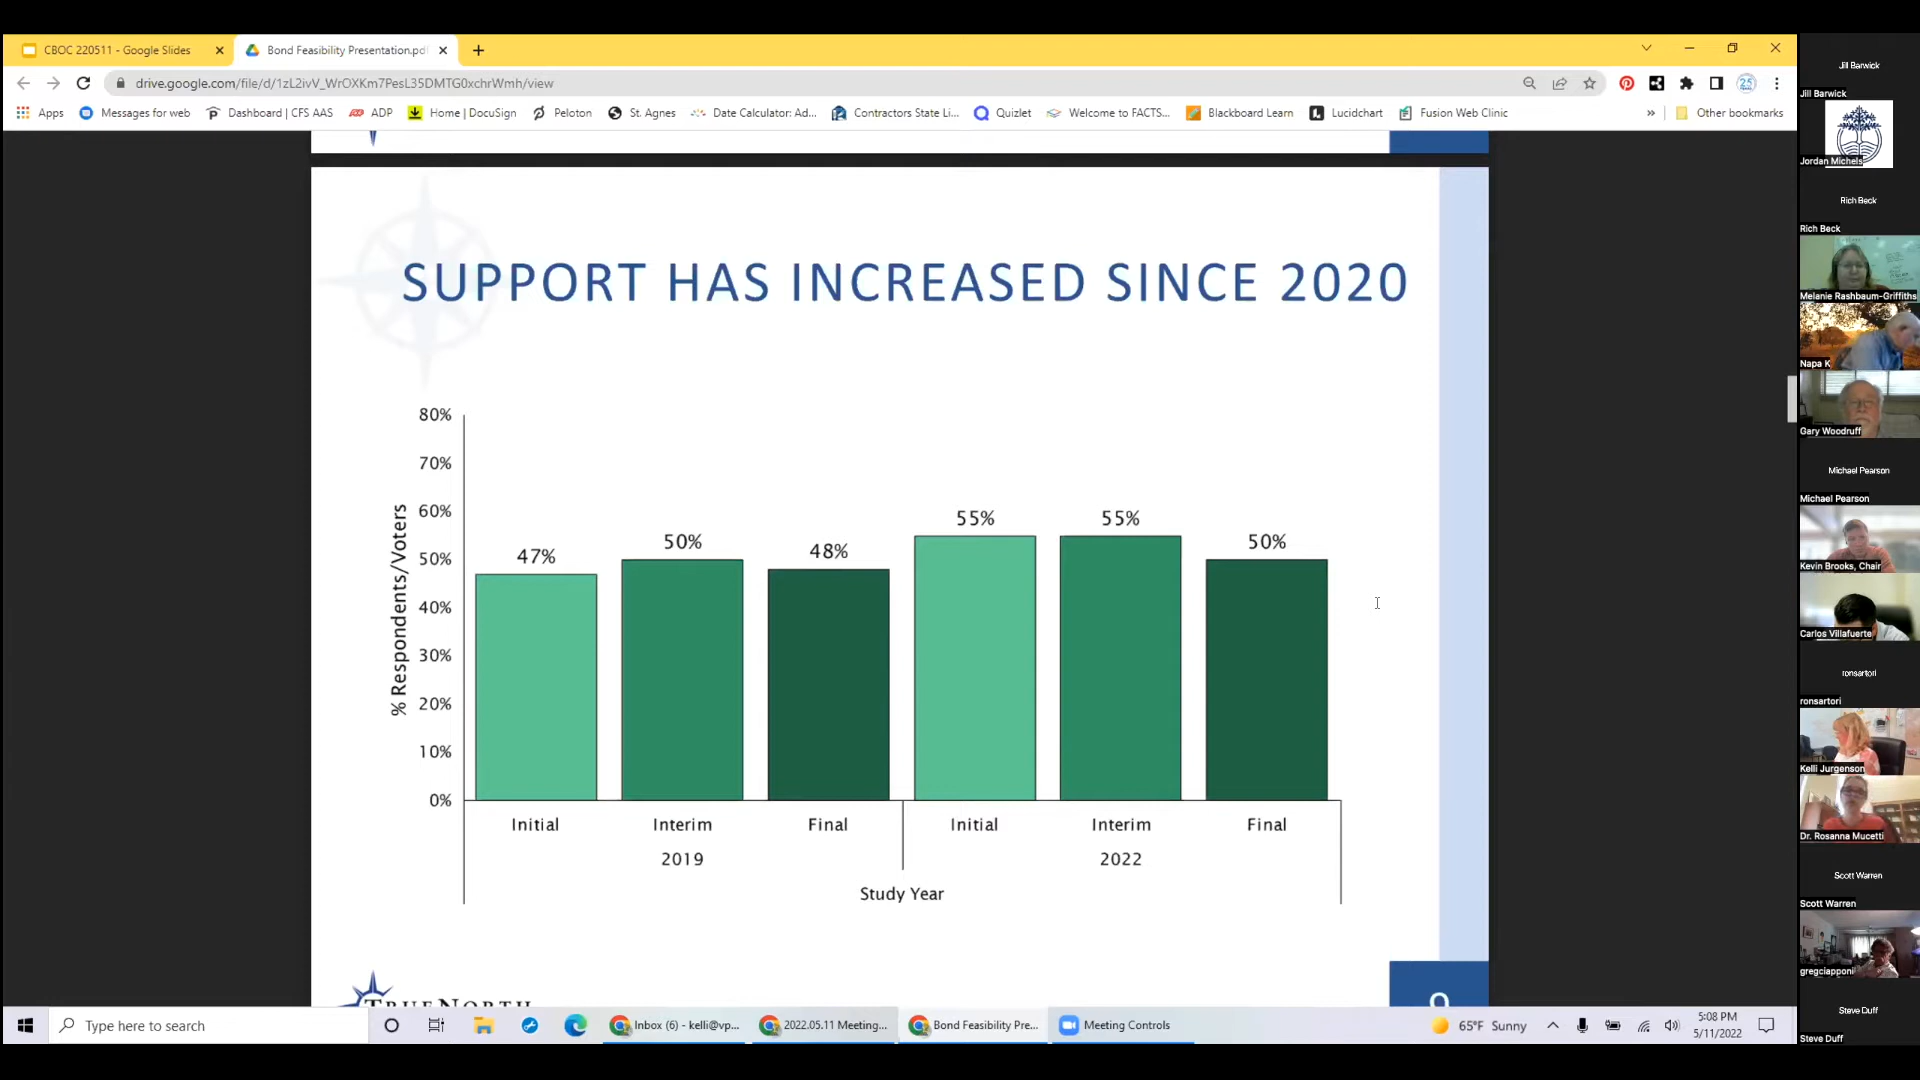 CBOC 220511 - Google Slides
Bond Feasibility Presentation.pdf
drive.google.com/file/d/1zL2ivV_WrOXKm7PesL35DMTG0xchrWmh/view
Apps
Messages for web
Dashboard | CFS AAS
ADP
Home | DocuSign
Peloton
St. Agnes
Date Calculator: Ad...
Contractors State Li...
Quizlet
Welcome to FACTS...
Blackboard Learn
Lucidchart
Fusion Web Clinic
»
Other bookmarks
SUPPORT HAS INCREASED SINCE 2020
80%
70%
60%
50%
40%
30%
20%
10%
0%
% Respondents/Voters
47%
50%
48%
55%
55%
50%
Initial
Interim
Final
Initial
Interim
Final
2019
2022
Study Year
TRUENORTH
9
Type here to search
Inbox (6) - kelli@vp...
2022.05.11 Meeting...
Bond Feasibility Pre...
Meeting Controls
65°F Sunny
5:08 PM
5/11/2022
Jill Barwick
Jill Barwick
Jordan Michels
Rich Beck
Rich Beck
Melanie Rashbaum-Griffiths
Napa K
Gary Woodruff
Michael Pearson
Michael Pearson
Kevin Brooks, Chair
Carlos Villafuerte
ronsartori
ronsartori
Kelli Jurgenson
Dr. Rosanna Mucetti
Scott Warren
Scott Warren
gregciapponi
Steve Duff
Steve Duff